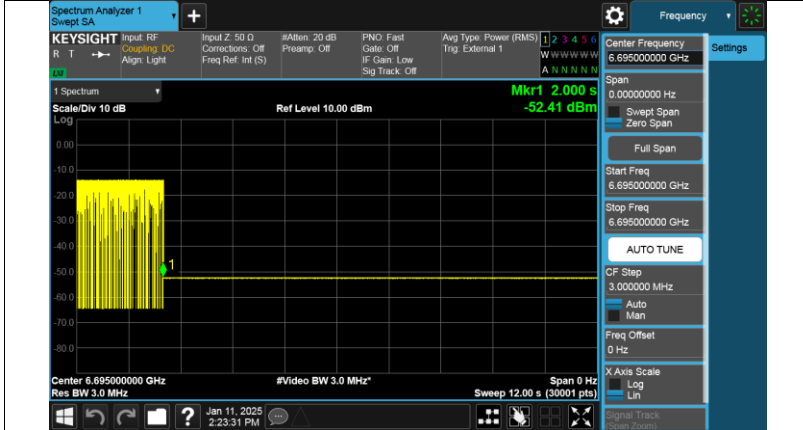 Spectrum Analyzer 1
Swept SA
+
Frequency
KEYSIGHT
R T
LNI
Input: RF
Coupling: DC
Align: Light
Input Z: 50 Ω
Corrections: Off
Freq Ref: Int (S)
#Atten: 20 dB
Preamp: Off
PNO: Fast
Gate: Off
IF Gain: Low
Sig Track: Off
Avg Type: Power (RMS)
Trig: External 1
1 2 3 4 5 6
W W W W W W
A N N N N N
1 Spectrum
Scale/Div 10 dB
Ref Level 10.00 dBm
Mkr1 2.000 s
-52.41 dBm
Log
0.00
-10.0
-20.0
-30.0
-40.0
-50.0
-60.0
-70.0
-80.0
1
Center 6.695000000 GHz
Res BW 3.0 MHz
#Video BW 3.0 MHz*
Span 0 Hz
Sweep 12.00 s (30001 pts)
Jan 11, 2025
2:23:31 PM
?
Center Frequency
6.695000000 GHz
Span
0.00000000 Hz
Swept Span
Zero Span
Full Span
Start Freq
6.695000000 GHz
Stop Freq
6.695000000 GHz
AUTO TUNE
CF Step
3.000000 MHz
Auto
Man
Freq Offset
0 Hz
X Axis Scale
Log
Lin
Signal Track
(Span Zoom)
Settings